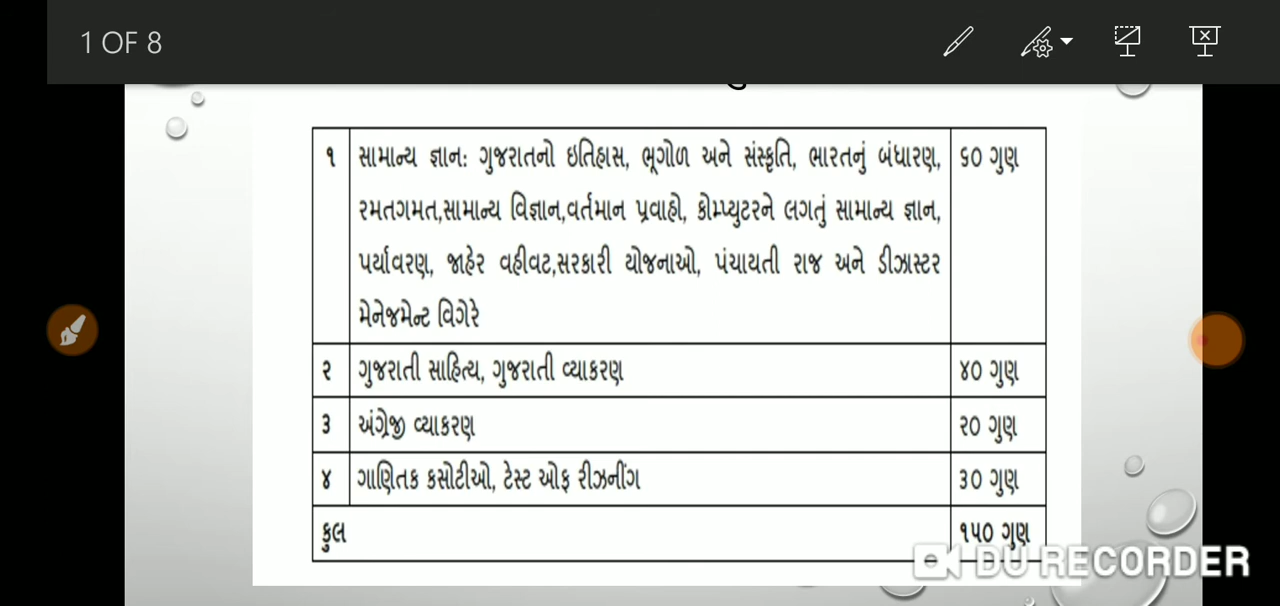 1 OF 8
૧ સામાન્ય જ્ઞાન: ગુજરાતનો ઇતિહાસ, ભૂગોળ અને સંસ્કૃતિ, ભારતનું બંધારણ, ૬૦ ગુણ
રમતગમત,સામાન્ય વિજ્ઞાન,વર્તમાન પ્રવાહો, કોમ્પ્યુટરને લગતું સામાન્ય જ્ઞાન,
પર્યાવરણ, જાહેર વહીવટ,સરકારી યોજનાઓ, પંચાયતી રાજ અને ડીઝાસ્ટર
મેનેજમેન્ટ વિગેરે
૨ ગુજરાતી સાહિત્ય, ગુજરાતી વ્યાકરણ ૪૦ ગુણ
૩ અંગ્રેજી વ્યાકરણ ૨૦ ગુણ
૪ ગાણિતક કસોટીઓ, ટેસ્ટ ઓફ રીઝનીંગ ૩૦ ગુણ
કુલ ૧૫૦ ગુણ
DU RECORDER